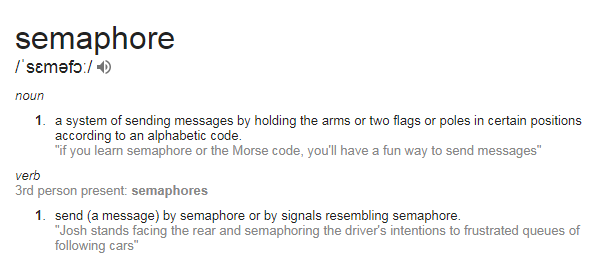 semaphore
/ˈsɛməfɔː/
noun
1. a system of sending messages by holding the arms or two flags or poles in certain positions
according to an alphabetic code.
"if you learn semaphore or the Morse code, you'll have a fun way to send messages"
verb
3rd person present: semaphores
1. send (a message) by semaphore or by signals resembling semaphore.
"Josh stands facing the rear and semaphoring the driver's intentions to frustrated queues of
following cars"